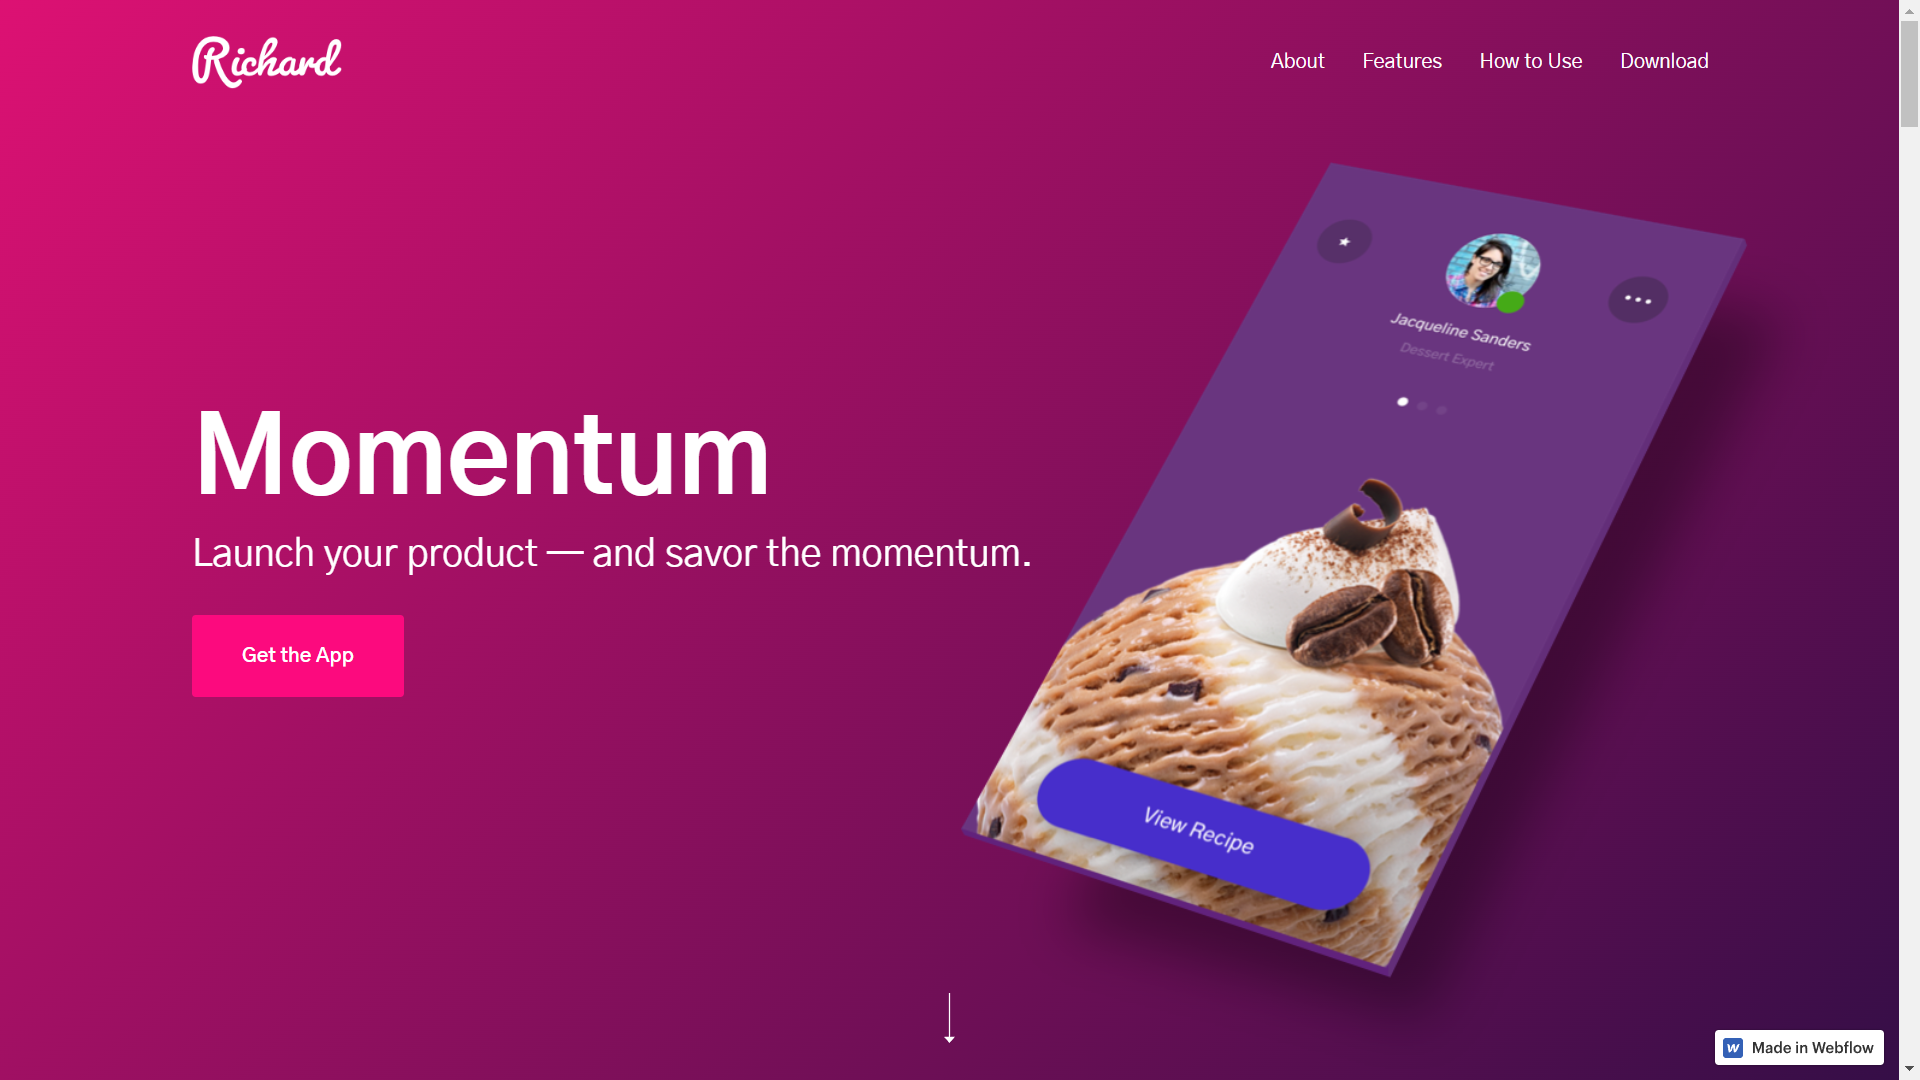 Richard
About
Features
How to Use
Download
Jacqueline Sanders
Dessert Expert
Momentum
Launch your product — and savor the momentum.
Get the App
View Recipe
Made in Webflow